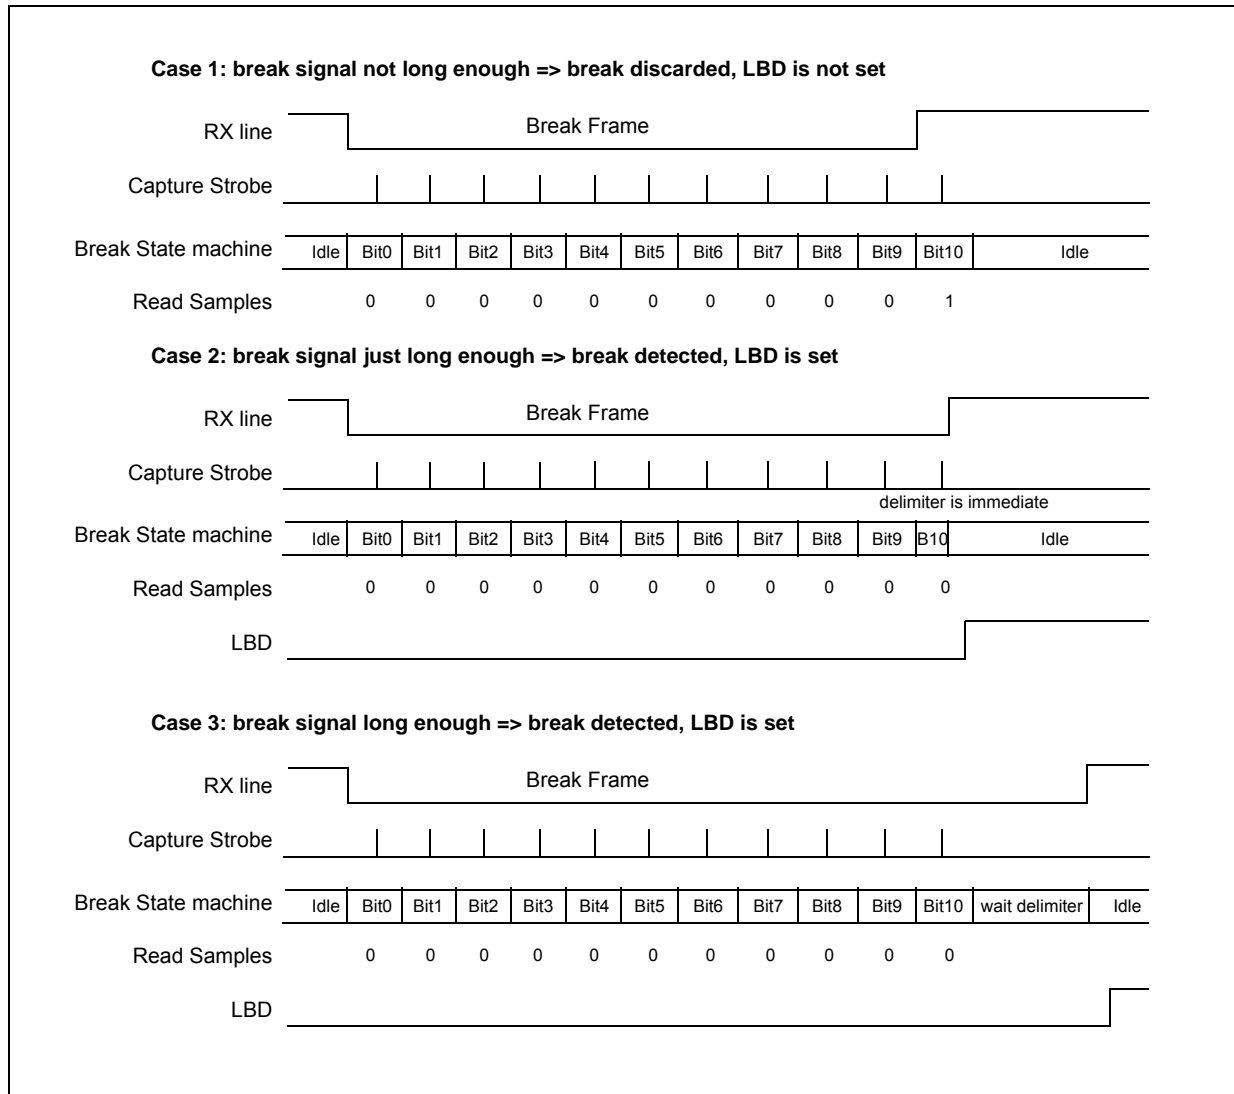 Case 1: break signal not long enough => break discarded, LBD is not set
RX line Break Frame
Capture Strobe
Break State machine Idle Bit0 Bit1 Bit2 Bit3 Bit4 Bit5 Bit6 Bit7 Bit8 Bit9 Bit10 Idle
Read Samples 0 0 0 0 0 0 0 0 0 0 1
Case 2: break signal just long enough => break detected, LBD is set
RX line Break Frame
Capture Strobe
delimiter is immediate
Break State machine Idle Bit0 Bit1 Bit2 Bit3 Bit4 Bit5 Bit6 Bit7 Bit8 Bit9 B10 Idle
Read Samples 0 0 0 0 0 0 0 0 0 0 0
LBD
Case 3: break signal long enough => break detected, LBD is set
RX line Break Frame
Capture Strobe
Break State machine Idle Bit0 Bit1 Bit2 Bit3 Bit4 Bit5 Bit6 Bit7 Bit8 Bit9 Bit10 wait delimiter Idle
Read Samples 0 0 0 0 0 0 0 0 0 0 0
LBD